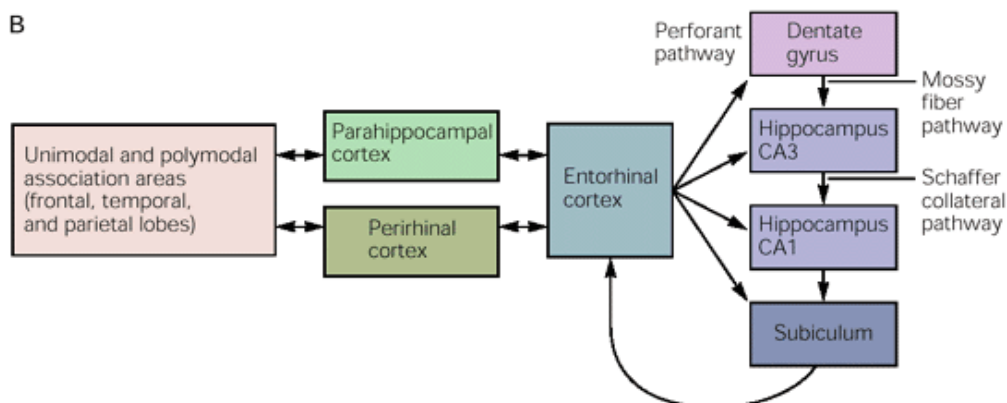 B
Unimodal and polymodal
association areas
(frontal, temporal,
and parietal lobes)
Parahippocampal
cortex
Perirhinal
cortex
Entorhinal
cortex
Perforant
pathway
Dentate
gyrus
Mossy
fiber
pathway
Hippocampus
CA3
Schaffer
collateral
pathway
Hippocampus
CA1
Subiculum